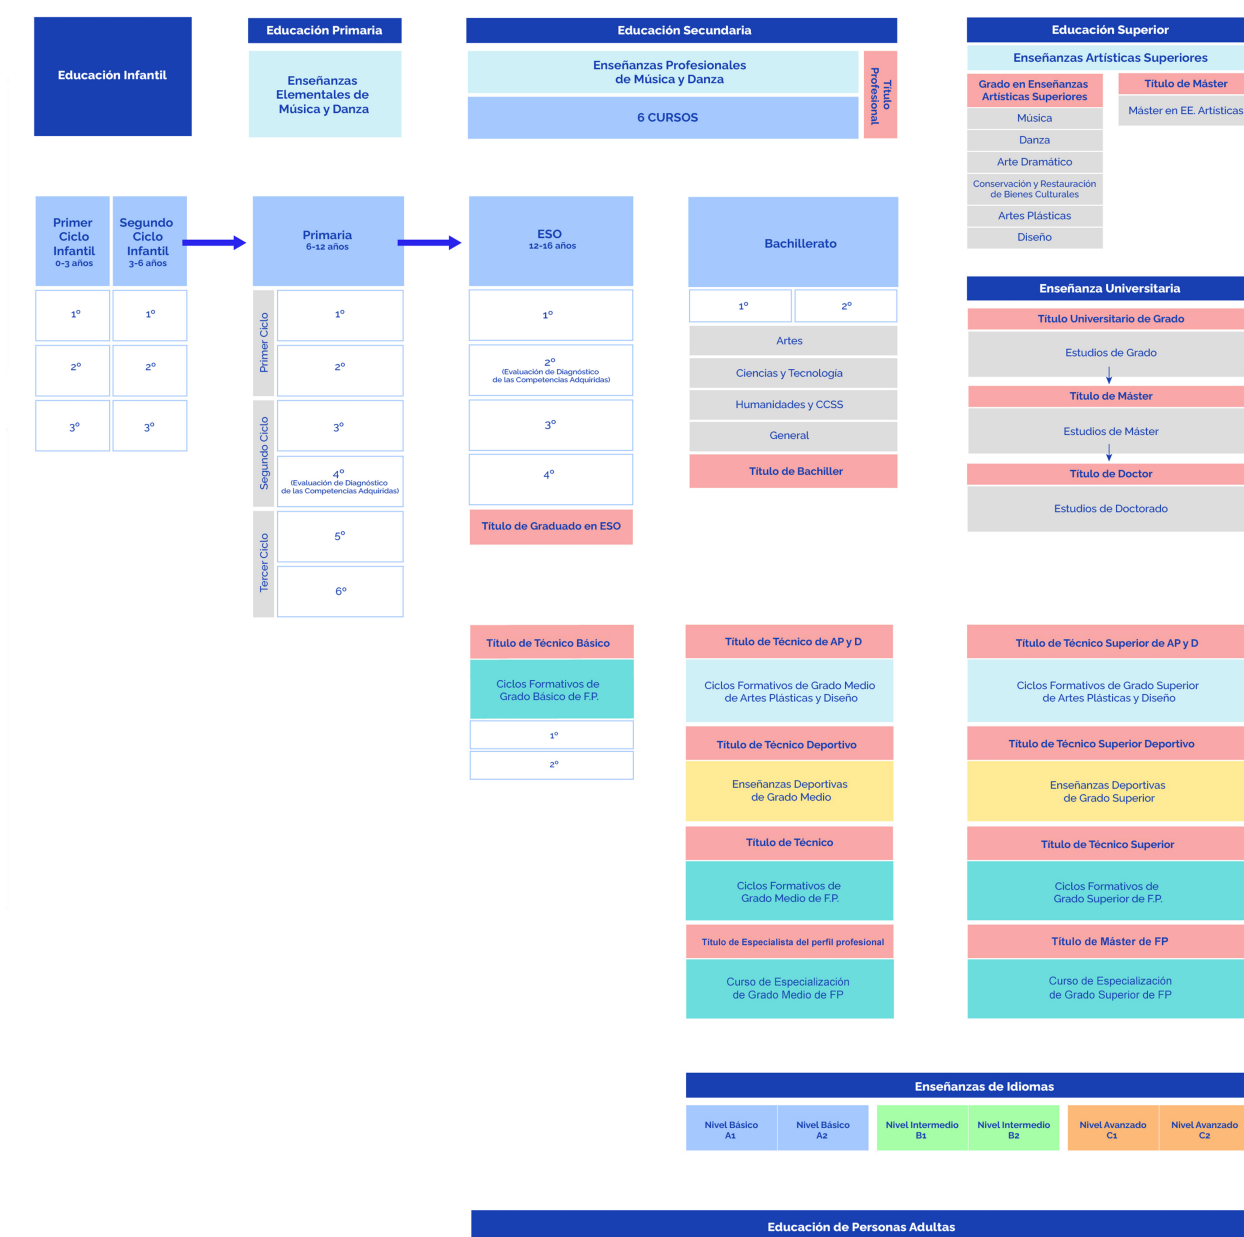 Educación Infantil
Educación Primaria
Enseñanzas
Elementales de
Música y Danza
Educación Secundaria
Enseñanzas Profesionales
de Música y Danza
6 CURSOS
Título
Profesional
Educación Superior
Enseñanzas Artísticas Superiores
Grado en Enseñanzas
Artísticas Superiores
Música
Danza
Arte Dramático
Conservación y Restauración
de Bienes Culturales
Artes Plásticas
Diseño
Título de Máster
Máster en EE. Artísticas
Primer
Ciclo
Infantil
0-3 años
1º
2º
3º
Segundo
Ciclo
Infantil
3-6 años
1º
2º
3º
Primaria
6-12 años
Primer Ciclo
1º
2º
Segundo Ciclo
3º
4º
(Evaluación de Diagnóstico
de las Competencias Adquiridas)
Tercer Ciclo
5º
6º
ESO
12-16 años
1º
2º
(Evaluación de Diagnóstico
de las Competencias Adquiridas)
3º
4º
Título de Graduado en ESO
Bachillerato
1º
2º
Artes
Ciencias y Tecnología
Humanidades y CCSS
General
Título de Bachiller
Enseñanza Universitaria
Título Universitario de Grado
Estudios de Grado
Título de Máster
Estudios de Máster
Título de Doctor
Estudios de Doctorado
Título de Técnico Básico
Ciclos Formativos de
Grado Básico de F.P.
1º
2º
Título de Técnico de AP y D
Ciclos Formativos de Grado Medio
de Artes Plásticas y Diseño
Título de Técnico Deportivo
Enseñanzas Deportivas
de Grado Medio
Título de Técnico
Ciclos Formativos de
Grado Medio de F.P.
Título de Especialista del perfil profesional
Curso de Especialización
de Grado Medio de FP
Título de Técnico Superior de AP y D
Ciclos Formativos de Grado Superior
de Artes Plásticas y Diseño
Título de Técnico Superior Deportivo
Enseñanzas Deportivas
de Grado Superior
Título de Técnico Superior
Ciclos Formativos de
Grado Superior de F.P.
Título de Máster de FP
Curso de Especialización
de Grado Superior de FP
Enseñanzas de Idiomas
Nivel Básico
A1
Nivel Básico
A2
Nivel Intermedio
B1
Nivel Intermedio
B2
Nivel Avanzado
C1
Nivel Avanzado
C2
Educación de Personas Adultas